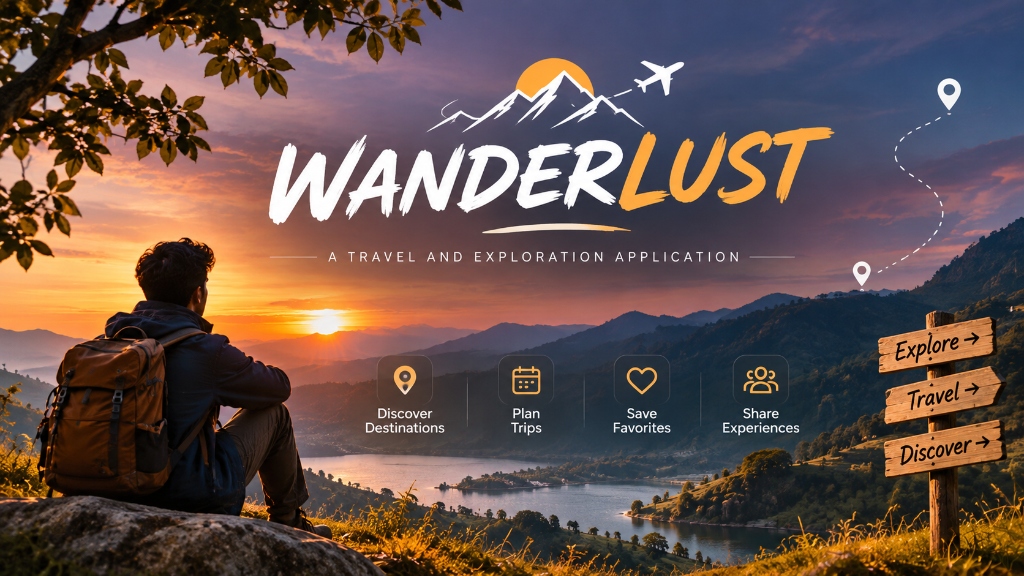 WANDERLUST
A TRAVEL AND EXPLORATION APPLICATION
Explore →
Travel →
Discover →
Discover
Destinations
Plan
Trips
Save
Favorites
Share
Experiences